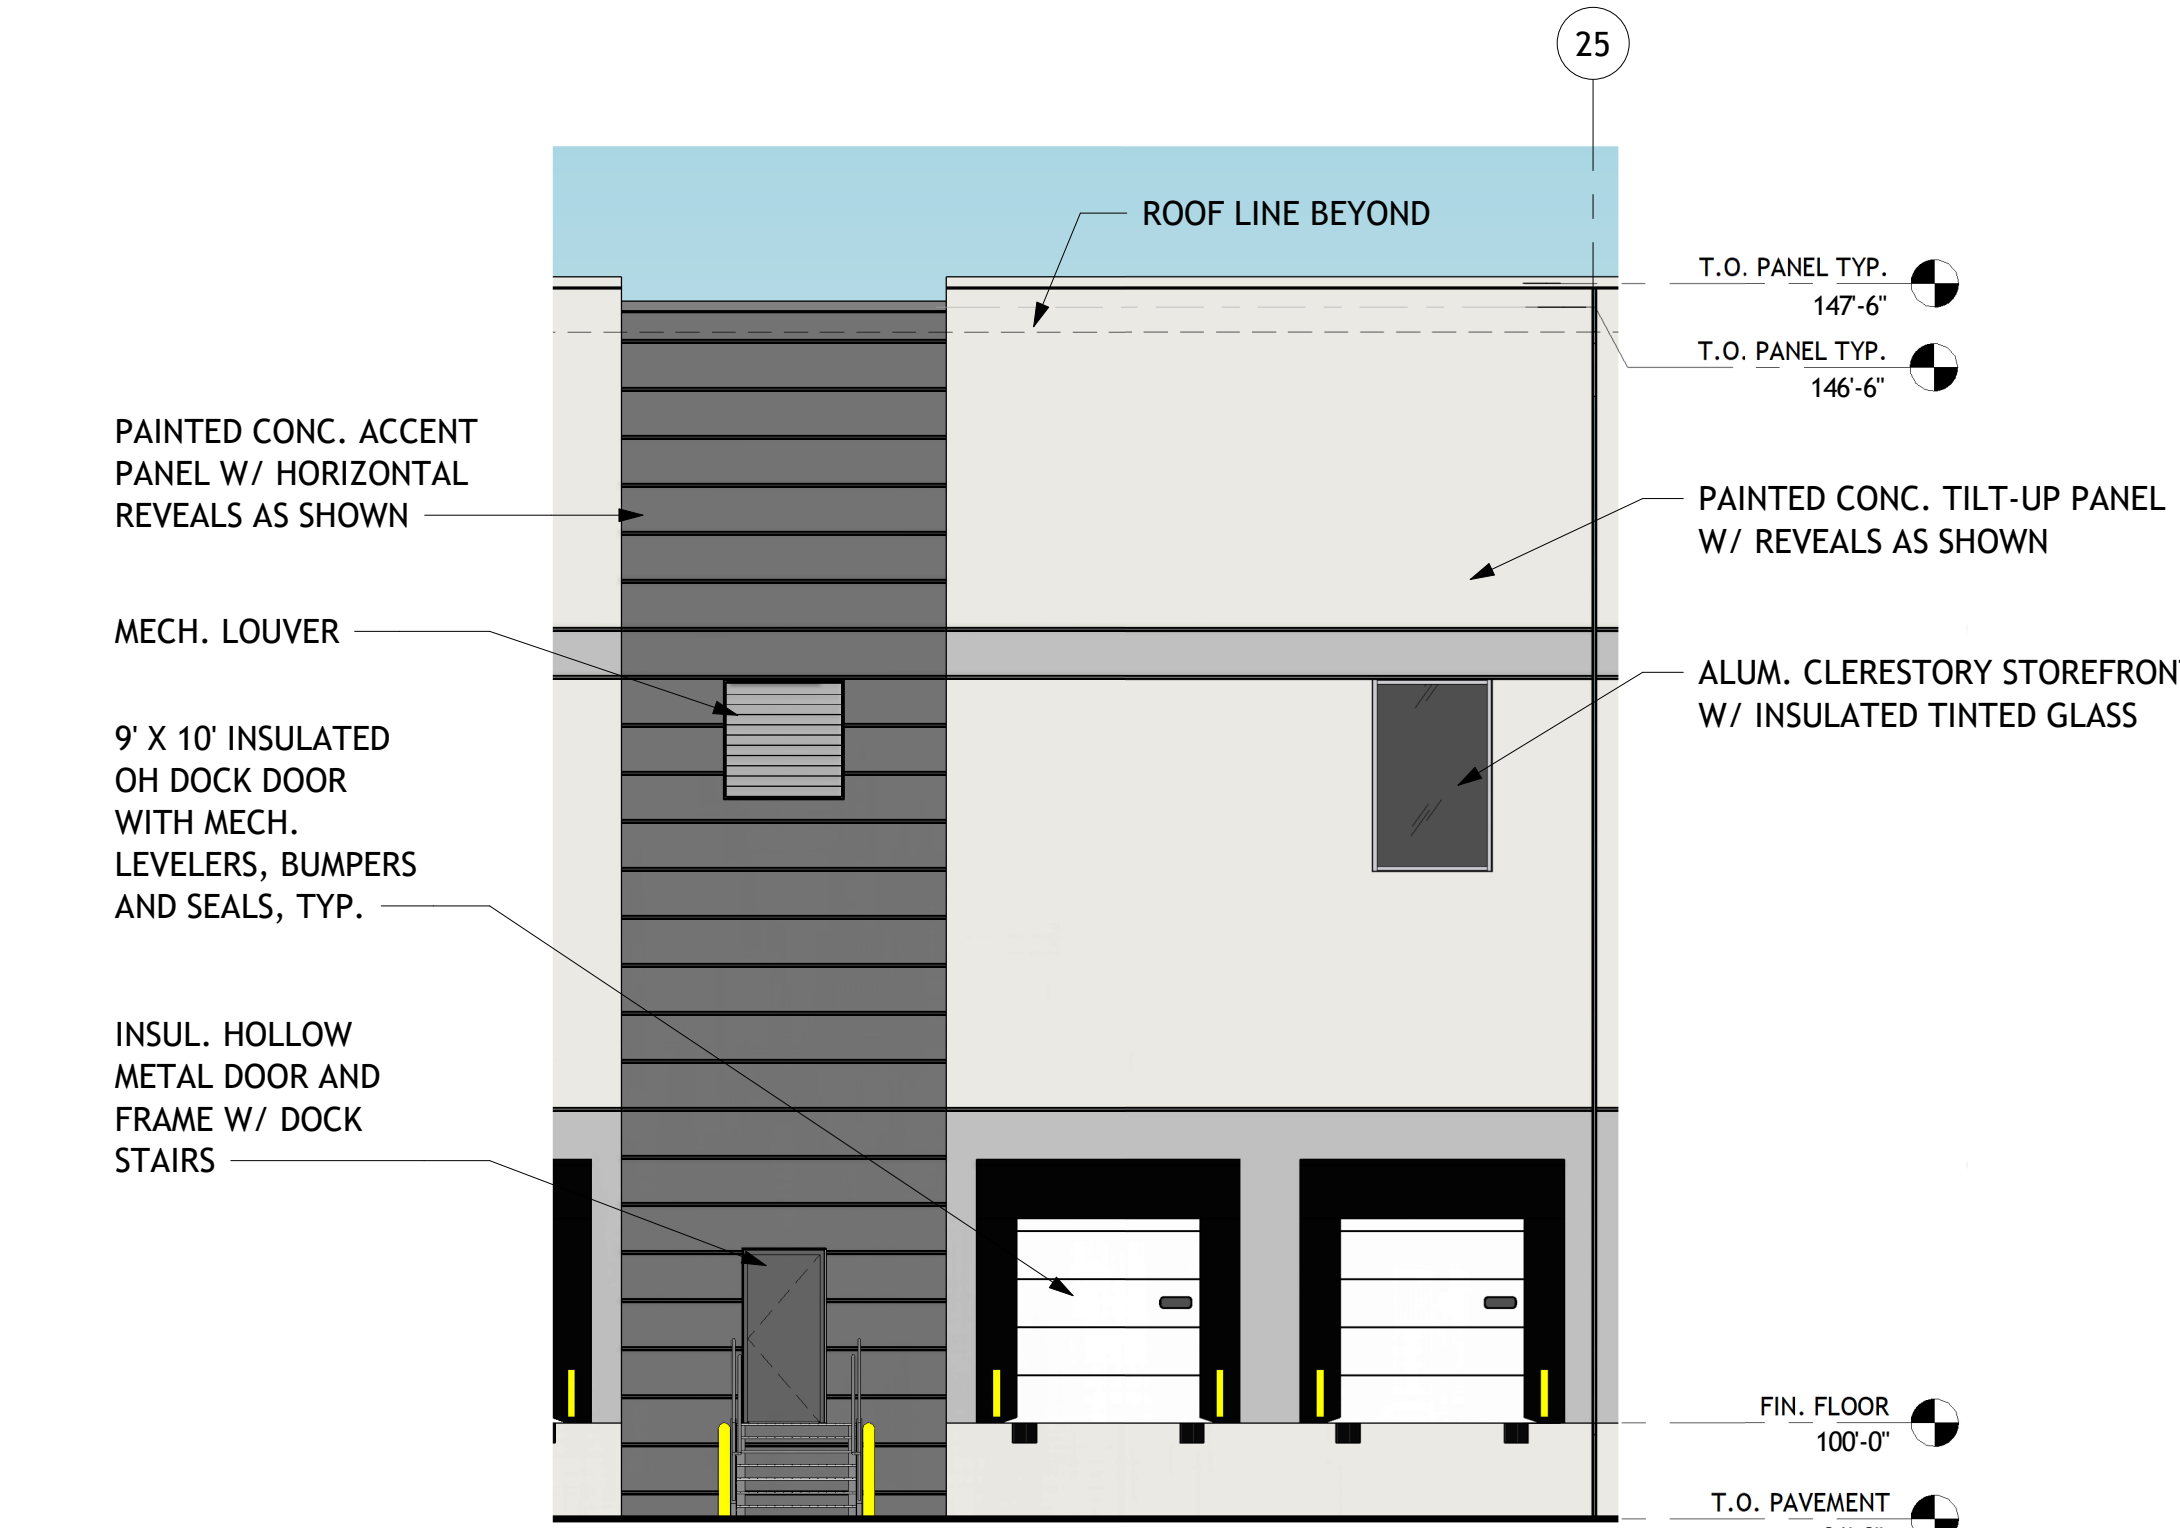 25
ROOF LINE BEYOND
T.O. PANEL TYP.
147'-6"
T.O. PANEL TYP.
146'-6"
PAINTED CONC. ACCENT
PANEL W/ HORIZONTAL
REVEALS AS SHOWN
PAINTED CONC. TILT-UP PANEL
W/ REVEALS AS SHOWN
MECH. LOUVER
ALUM. CLERESTORY STOREFRONT
W/ INSULATED TINTED GLASS
9' X 10' INSULATED
OH DOCK DOOR
WITH MECH.
LEVELERS, BUMPERS
AND SEALS, TYP.
INSUL. HOLLOW
METAL DOOR AND
FRAME W/ DOCK
STAIRS
FIN. FLOOR
100'-0"
T.O. PAVEMENT